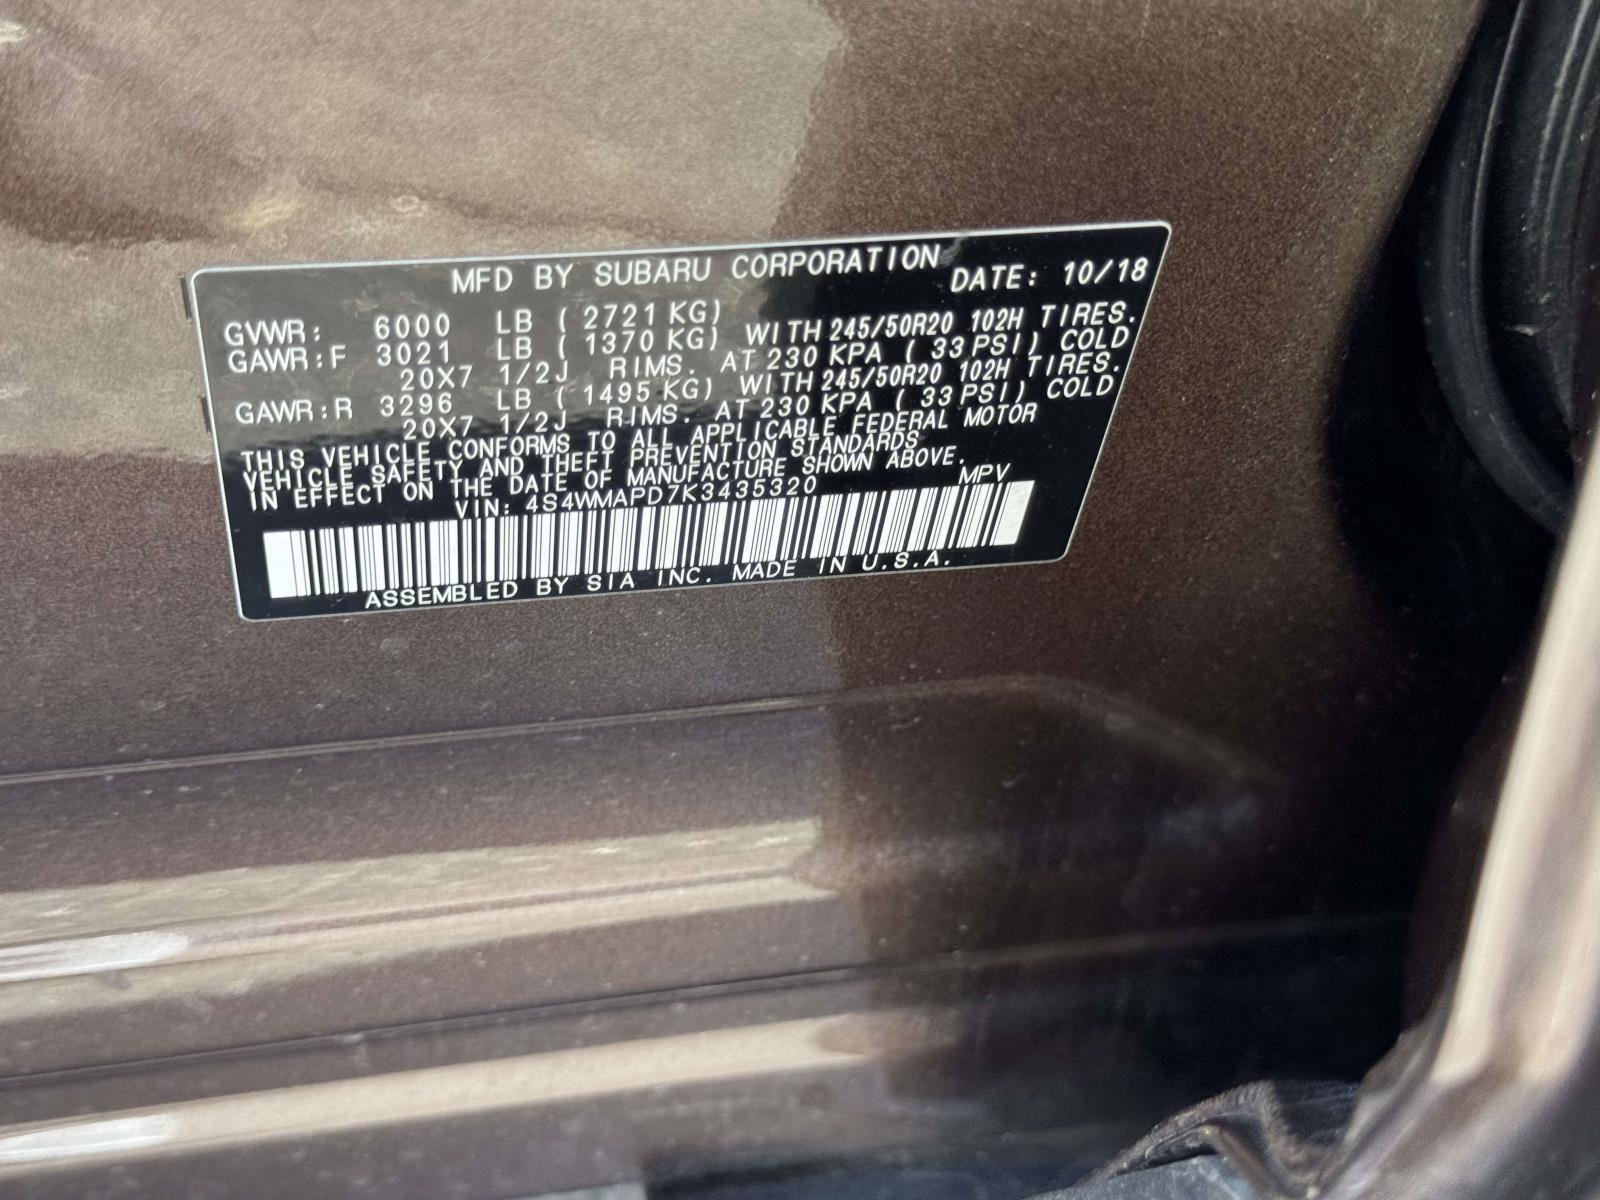 MFD BY SUBARU CORPORATION DATE: 10/18
GVWR: 6000 LB ( 2721 KG)
GAWR:F 3021 LB ( 1370 KG) WITH 245/50R20 102H TIRES.
20X7 1/2J RIMS. AT 230 KPA ( 33 PSI) COLD
GAWR:R 3296 LB ( 1495 KG) WITH 245/50R20 102H TIRES.
20X7 1/2J RIMS. AT 230 KPA ( 33 PSI) COLD
THIS VEHICLE CONFORMS TO ALL APPLICABLE FEDERAL MOTOR
VEHICLE SAFETY AND THEFT PREVENTION STANDARDS
IN EFFECT ON THE DATE OF MANUFACTURE SHOWN ABOVE.
VIN: 4S4WMAPD7K3435320 MPV
ASSEMBLED BY SIA INC. MADE IN U.S.A.